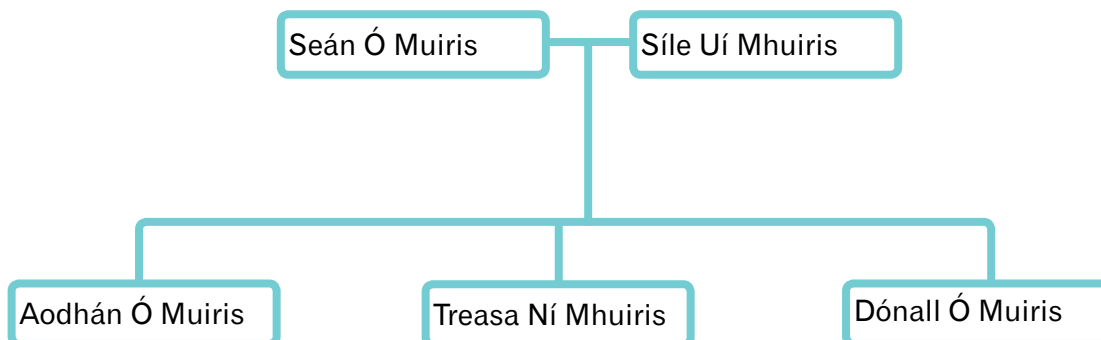 Seán Ó Muiris
Síle Uí Mhuiris
Aodhán Ó Muiris
Treasa Ní Mhuiris
Dónall Ó Muiris